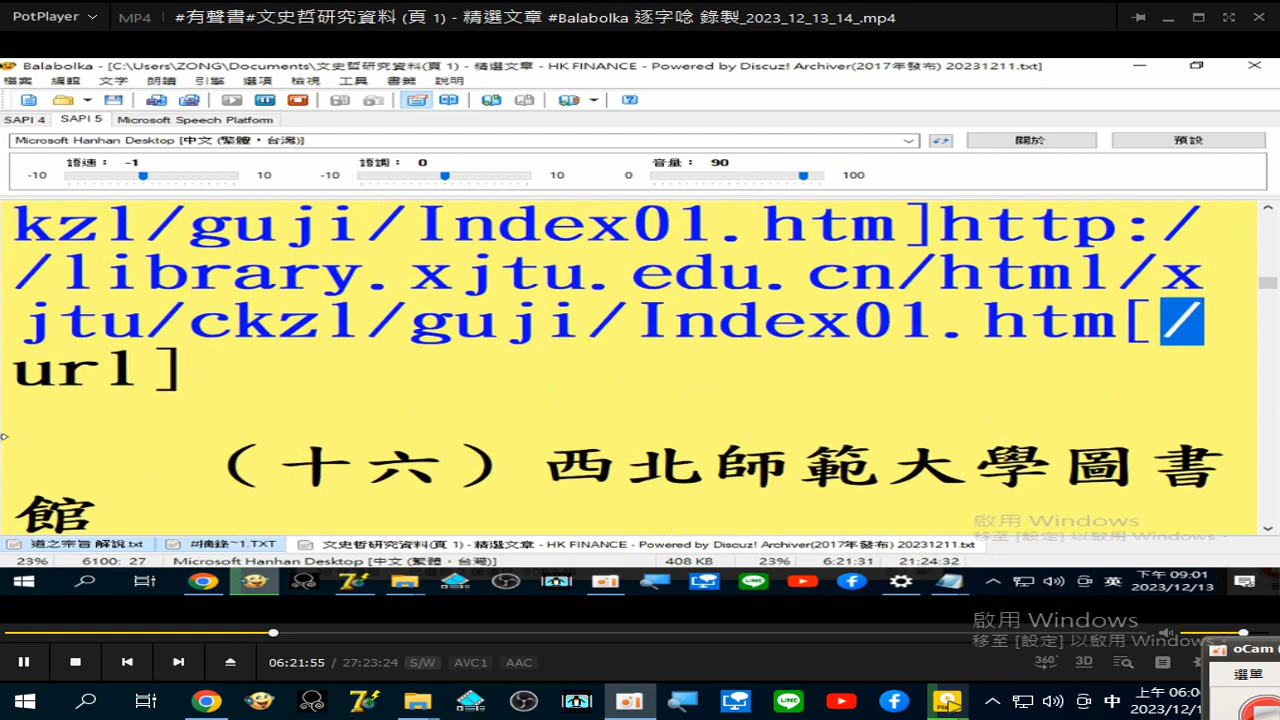 PotPlayer MP4 #有聲書#文史哲研究資料 (頁 1) - 精選文章 #Balabolka 逐字唸 錄製_2023_12_13_14_.mp4
Balabolka - [C:\Users\ZONG\Documents\文史哲研究資料(頁 1) - 精選文章 - HK FINANCE - Powered by Discuz! Archiver(2017年發布) 20231211.txt]
檔案 編輯 文字 朗讀 引擎 選項 檢視 工具 書籤 說明
SAPI 4 SAPI 5 Microsoft Speech Platform
Microsoft Hanhan Desktop [中文 (繁體，台灣)] 關於 預設
語速： -1 語調： 0 音量： 90
-10 10 -10 10 0 100
kzl/guji/Index01.htm]http:/
/library.xjtu.edu.cn/html/x
jtu/ckzl/guji/Index01.htm[/
url]
（十六）西北師範大學圖書
館
啟用 Windows
移至 [設定] 以啟用 Windows。
道之宗旨 解說.txt #摘錄~1.TXT 文史哲研究資料(頁 1) - 精選文章 - HK FINANCE - Powered by Discuz! Archiver(2017年發布) 20231211.txt
23% 6100: 27 Microsoft Hanhan Desktop [中文 (繁體，台灣)] 408 KB 23% 6:21:31 21:24:32
英 下午 09:01
2023/12/13
啟用 Windows
移至 [設定] 以啟用 Windows。
06:21:55 / 27:23:24 S/W AVC1 AAC 360° 3D
oCam
選單
中 上午 06:0
2023/12/1